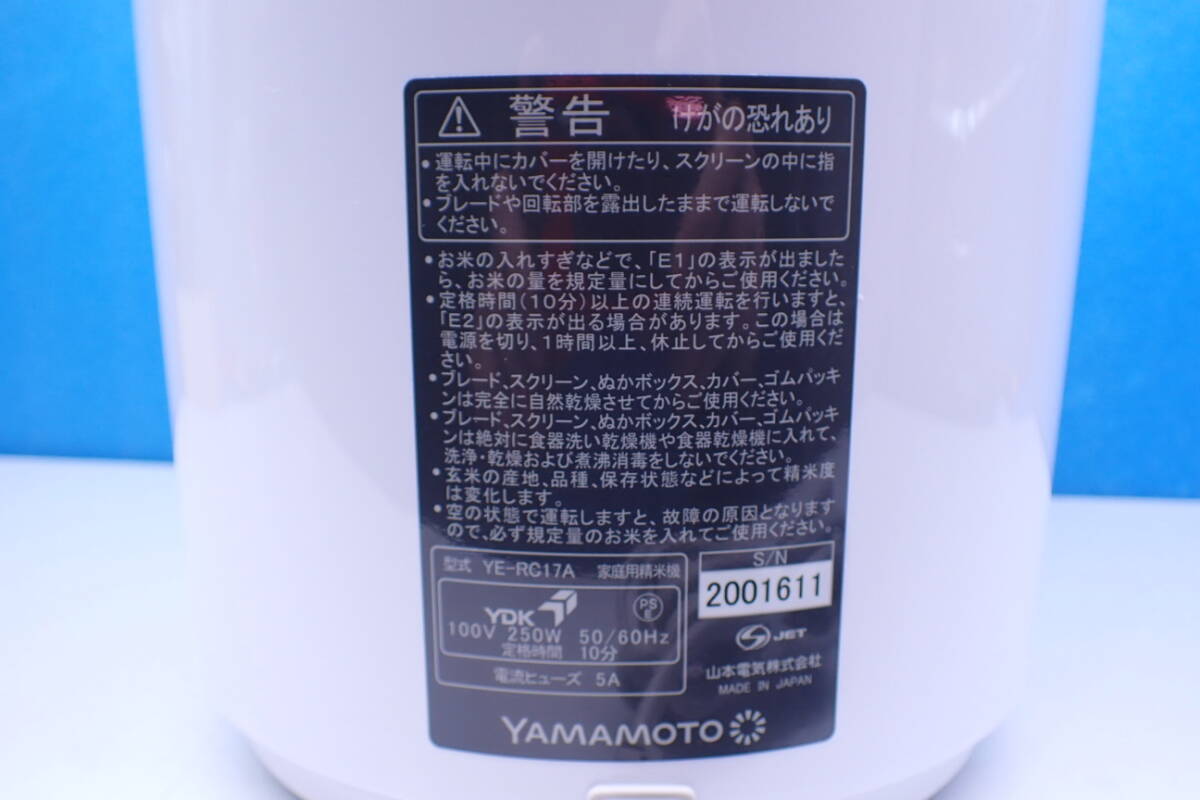 警告 けがの恐れあり
・運転中にカバーを開けたり、スクリーンの中に指
を入れないでください。
・ブレードや回転部を露出したままで運転しないで
ください。
・お米の入れすぎなどで、「E1」の表示が出ました
ら、お米の量を規定量にしてからご使用ください。
・定格時間(10分)以上の連続運転を行いますと、
「E2」の表示が出る場合があります。この場合は
電源を切り、1時間以上、休止してからご使用くだ
さい。
・ブレード、スクリーン、ぬかボックス、カバー、ゴムパッキ
ンは完全に自然乾燥させてからご使用ください。
・ブレード、スクリーン、ぬかボックス、カバー、ゴムパッキ
ンは絶対に食器洗い乾燥機や食器乾燥機に入れて、
洗浄・乾燥および煮沸消毒をしないでください。
・玄米の産地、品種、保存状態などによって精米度
は変化します。
・空の状態で運転しますと、故障の原因となります
ので、必ず規定量のお米を入れてご使用ください。
型式 YE-RC17A 家庭用精米機
YDK PS E
100V 250W 50/60Hz
定格時間 10分
電流ヒューズ 5A
S/N
2001611
JET
山本電気株式会社
MADE IN JAPAN
YAMAMOTO